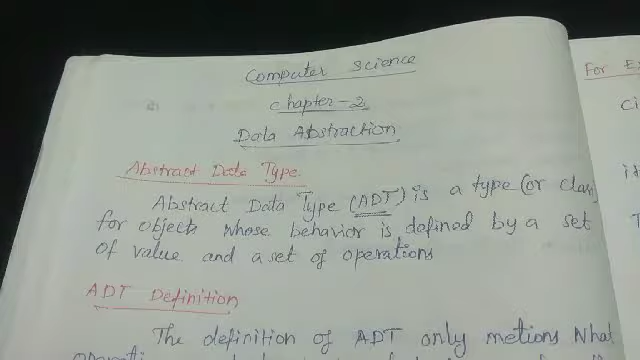 Computer Science
Chapter-2
Data Abstraction
Abstract Data Type
Abstract Data Type (ADT) is a type (or class)
for objects whose behavior is defined by a set
of value and a set of operations
ADT Definition
The definition of ADT only metions What
For Ex
Ci